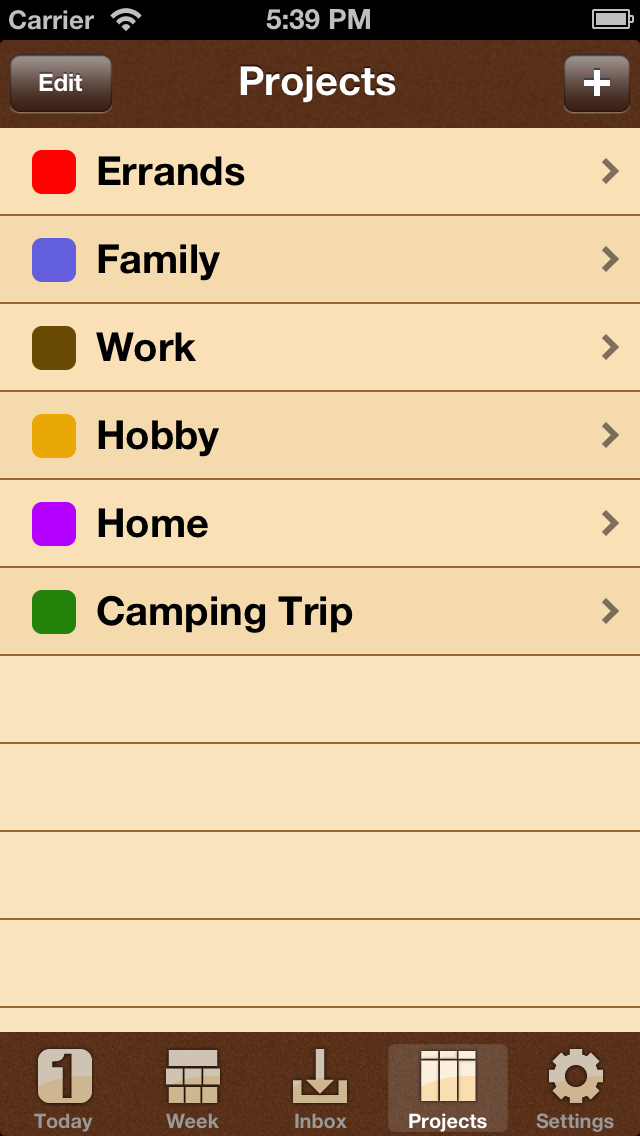 Carrier 5:39 PM
Edit Projects +
Errands
Family
Work
Hobby
Home
Camping Trip
1
Today Week Inbox Projects Settings